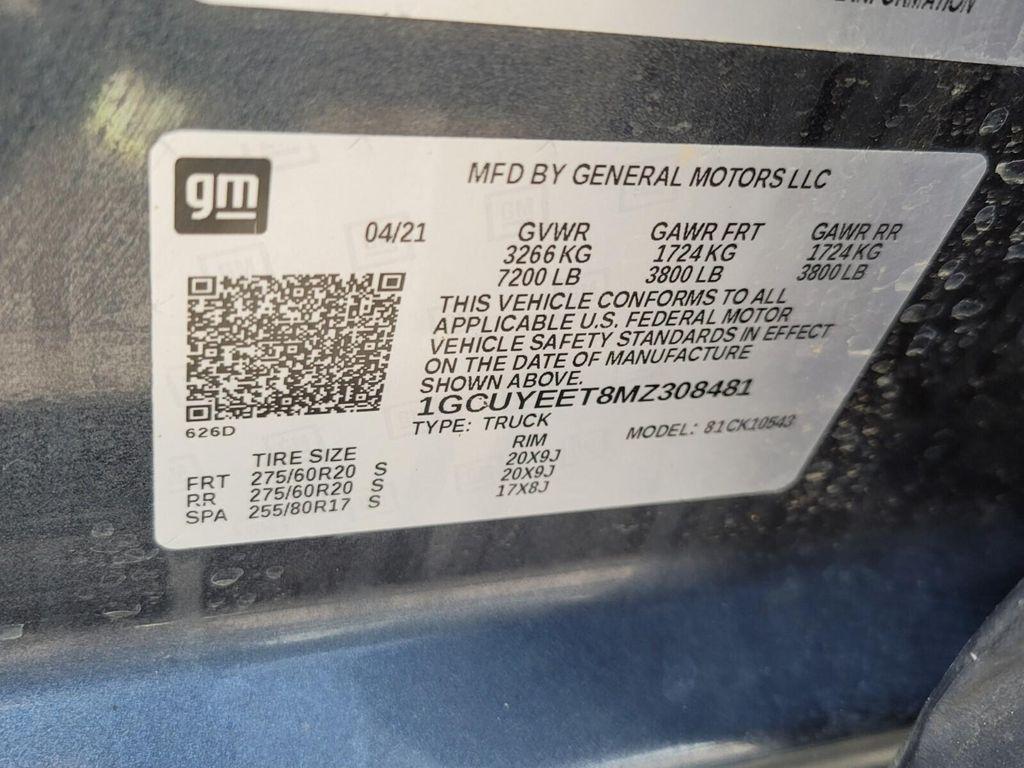 INFORMATION
gm
MFD BY GENERAL MOTORS LLC
04/21 GVWR GAWR FRT GAWR RR
3266 KG 1724 KG 1724 KG
7200 LB 3800 LB 3800 LB
THIS VEHICLE CONFORMS TO ALL
APPLICABLE U.S. FEDERAL MOTOR
VEHICLE SAFETY STANDARDS IN EFFECT
ON THE DATE OF MANUFACTURE
SHOWN ABOVE.
1GCUYEET8MZ308481
626D
TYPE: TRUCK MODEL: 81CK10543
TIRE SIZE RIM
FRT 275/60R20 S 20X9J
RR 275/60R20 S 20X9J
SPA 255/80R17 S 17X8J